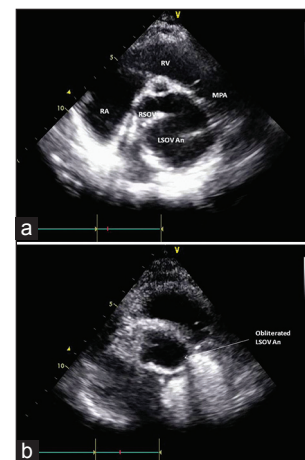 V
RV
5
MPA
RA
RSOV
10
LSOV An
a
V
5
Obliterated
LSOV An
10
b